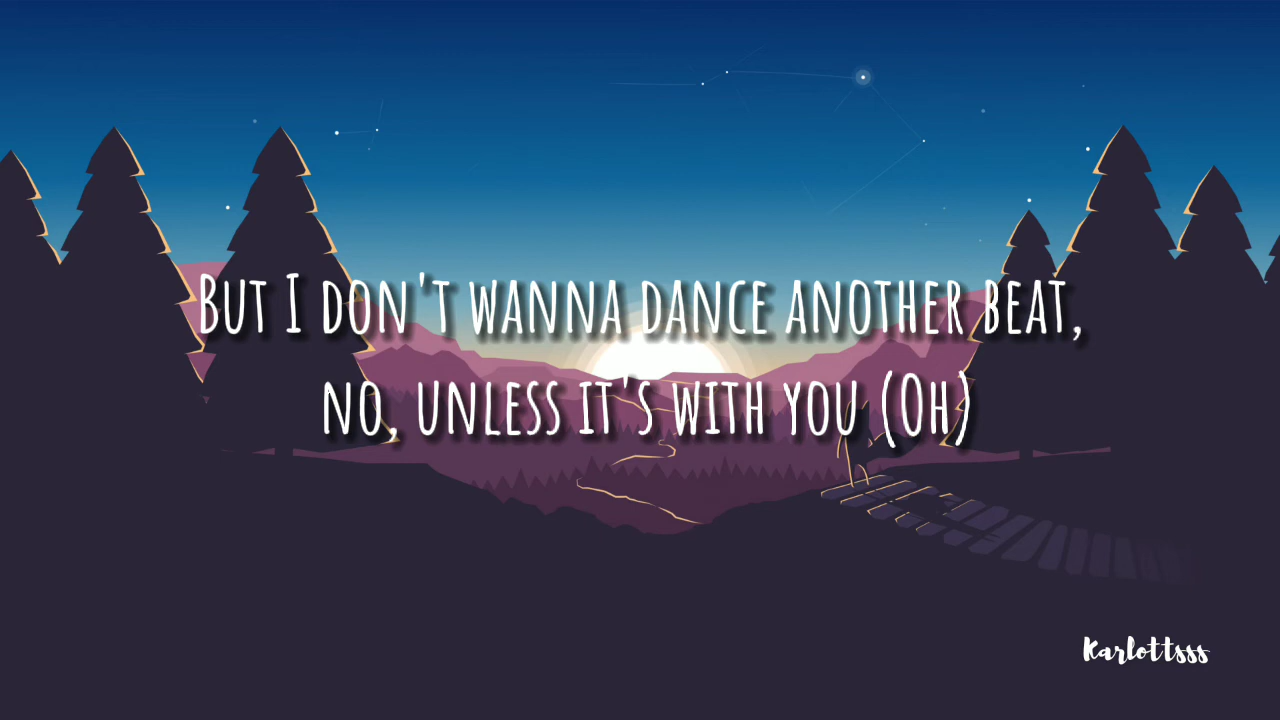 But I don't wanna dance another beat,
no, unless it's with you (Oh)
Karlottsss